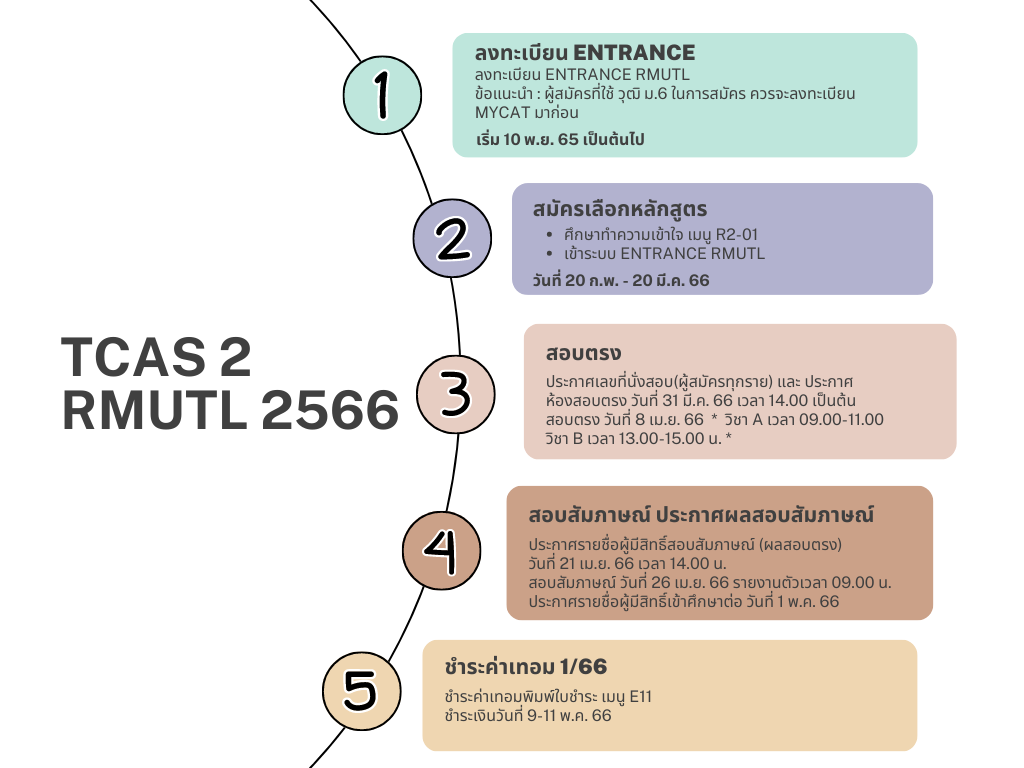 TCAS 2
RMUTL 2566
1
ลงทะเบียน ENTRANCE
ลงทะเบียน ENTRANCE RMUTL
ข้อแนะนำ : ผู้สมัครที่ใช้ วุฒิ ม.6 ในการสมัคร ควรจะลงทะเบียน
MYCAT มาก่อน
เริ่ม 10 พ.ย. 65 เป็นต้นไป
2
สมัครเลือกหลักสูตร
• ศึกษาทำความเข้าใจ เมนู R2-01
• เข้าระบบ ENTRANCE RMUTL
วันที่ 20 ก.พ. - 20 มี.ค. 66
3
สอบตรง
ประกาศเลขที่นั่งสอบ(ผู้สมัครทุกราย) และ ประกาศ
ห้องสอบตรง วันที่ 31 มี.ค. 66 เวลา 14.00 เป็นต้น
สอบตรง วันที่ 8 เม.ย. 66 * วิชา A เวลา 09.00-11.00
วิชา B เวลา 13.00-15.00 น. *
4
สอบสัมภาษณ์ ประกาศผลสอบสัมภาษณ์
ประกาศรายชื่อผู้มีสิทธิ์สอบสัมภาษณ์ (ผลสอบตรง)
วันที่ 21 เม.ย. 66 เวลา 14.00 น.
สอบสัมภาษณ์ วันที่ 26 เม.ย. 66 รายงานตัวเวลา 09.00 น.
ประกาศรายชื่อผู้มีสิทธิ์เข้าศึกษาต่อ วันที่ 1 พ.ค. 66
5
ชำระค่าเทอม 1/66
ชำระค่าเทอมพิมพ์ใบชำระ เมนู E11
ชำระเงินวันที่ 9-11 พ.ค. 66